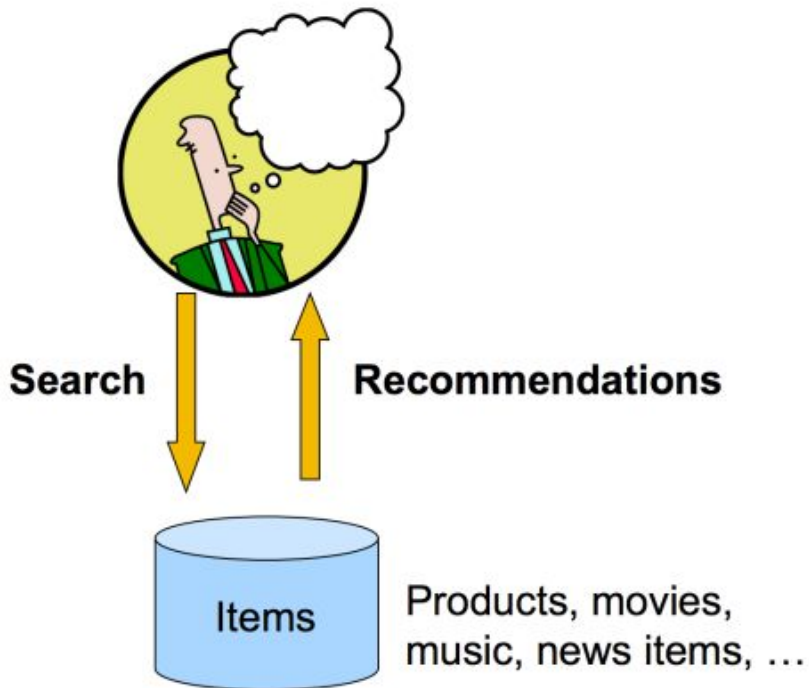 Search
Recommendations
Items
Products, movies,
music, news items, …